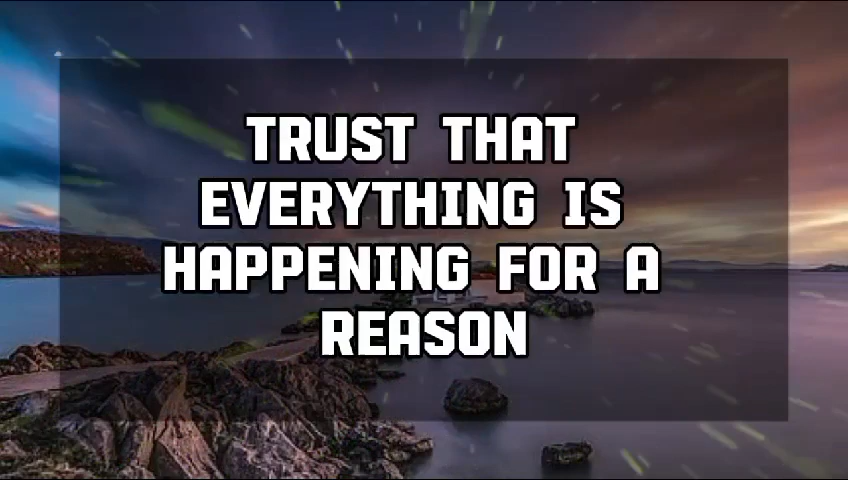 TRUST THAT
EVERYTHING IS
HAPPENING FOR A
REASON